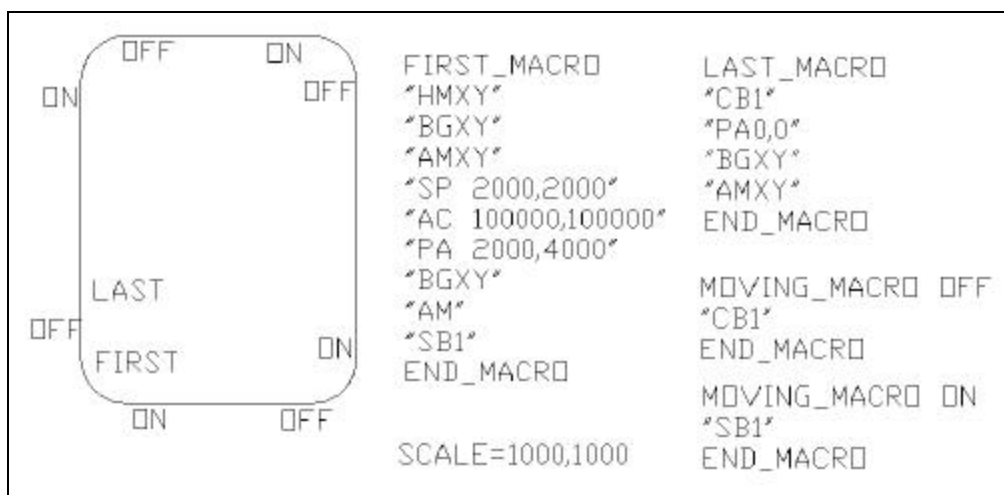 OFF ON
ON OFF
LAST
OFF
FIRST ON
ON OFF
FIRST_MACRO
"HMXY"
"BGXY"
"AMXY"
"SP 2000,2000"
"AC 100000,100000"
"PA 2000,4000"
"BGXY"
"AM"
"SB1"
END_MACRO
SCALE=1000,1000
LAST_MACRO
"CB1"
"PA0,0"
"BGXY"
"AMXY"
END_MACRO
MOVING_MACRO OFF
"CB1"
END_MACRO
MOVING_MACRO ON
"SB1"
END_MACRO